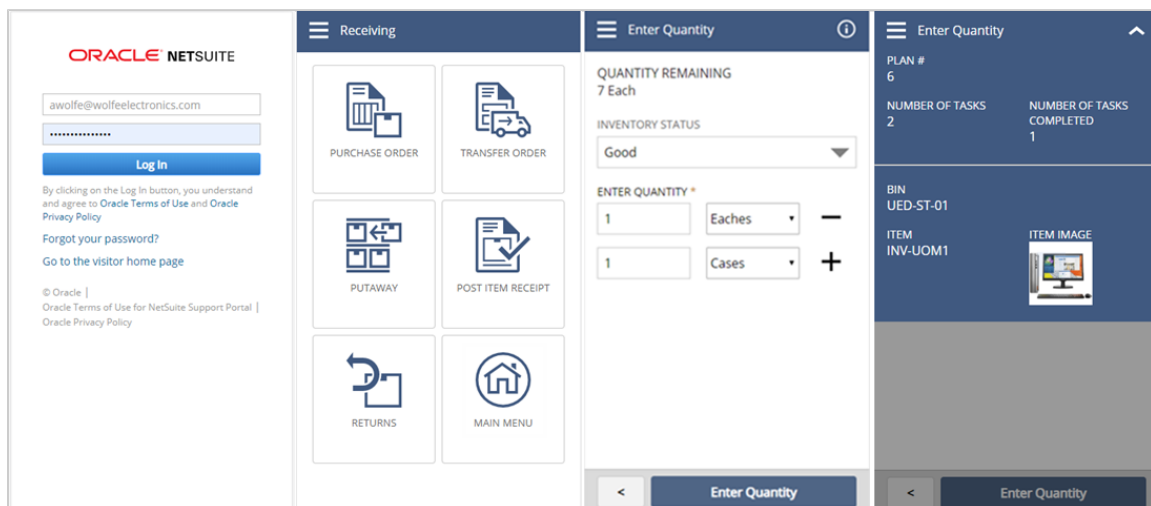 ORACLE NETSUITE
awolfe@wolfeelectronics.com
•••••••••••••••
Log In
By clicking on the Log In button, you understand
and agree to Oracle Terms of Use and Oracle
Privacy Policy
Forgot your password?
Go to the visitor home page
© Oracle |
Oracle Terms of Use for NetSuite Support Portal |
Oracle Privacy Policy
Receiving
PURCHASE ORDER
TRANSFER ORDER
PUTAWAY
POST ITEM RECEIPT
RETURNS
MAIN MENU
Enter Quantity
QUANTITY REMAINING
7 Each
INVENTORY STATUS
Good
ENTER QUANTITY *
1 Eaches
1 Cases
< Enter Quantity
Enter Quantity
PLAN #
6
NUMBER OF TASKS
2
NUMBER OF TASKS
COMPLETED
1
BIN
UED-ST-01
ITEM
INV-UOM1
ITEM IMAGE
< Enter Quantity